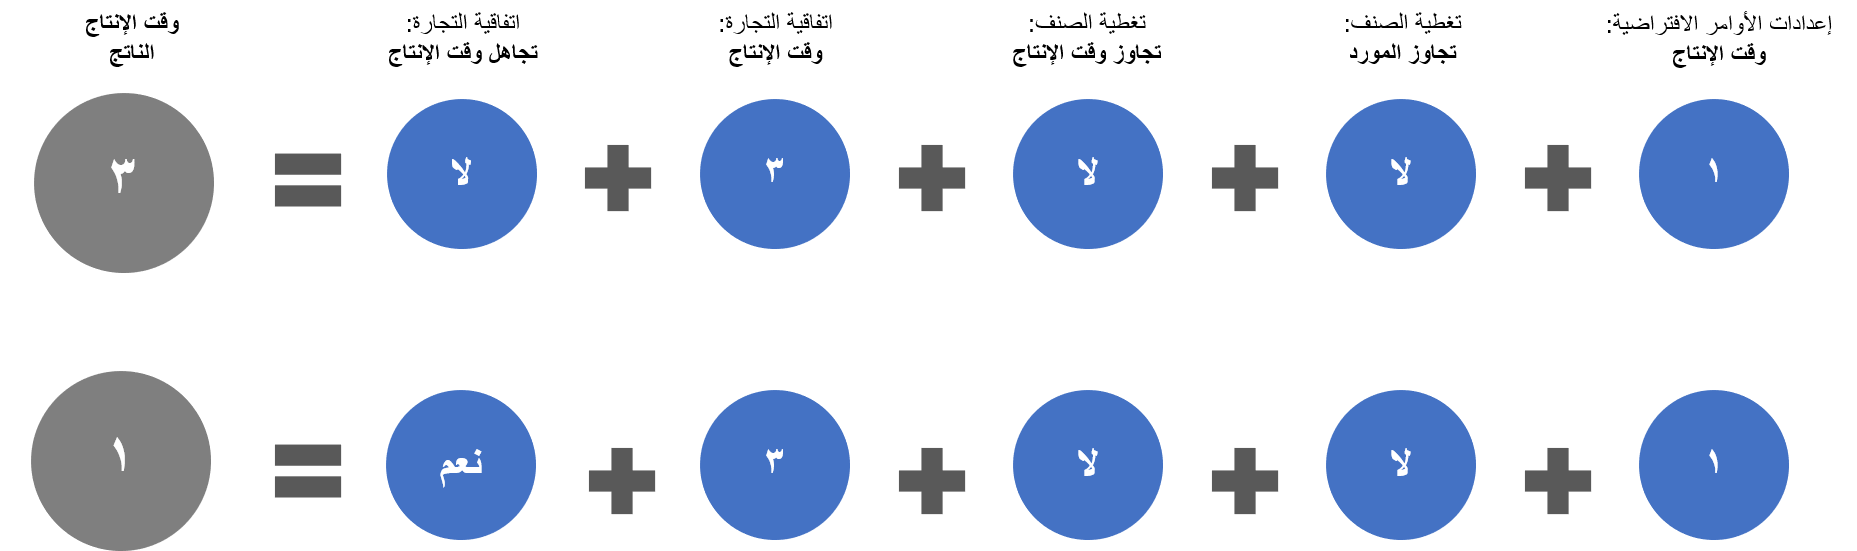 إعدادات الأوامر الافتراضية:
وقت الإنتاج
تغطية الصنف:
تجاوز المورد
تغطية الصنف:
تجاوز وقت الإنتاج
اتفاقية التجارة:
وقت الإنتاج
اتفاقية التجارة:
تجاهل وقت الإنتاج
وقت الإنتاج
الناتج
١
لا
لا
٣
لا
٣
١
لا
لا
٣
نعم
١